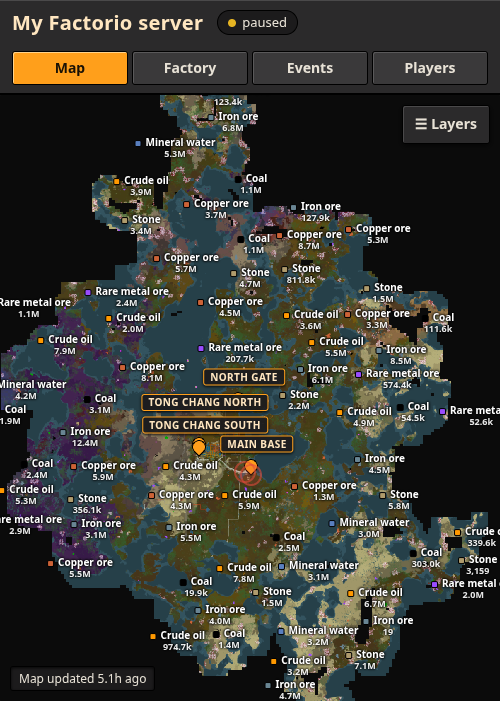 My Factorio server
paused
Map
Factory
Events
Players
☰ Layers
123.4k
Iron ore
6.8M
Mineral water
5.3M
Crude oil
3.9M
Coal
1.1M
Copper ore
3.7M
Iron ore
127.9k
Stone
3.4M
Copper ore
5.3M
Copper ore
8.7M
Coal
1.1M
Copper ore
5.7M
Stone
4.7M
Stone
811.8k
Rare metal ore
2.4M
Stone
1.5M
Rare metal ore
1.1M
Copper ore
4.5M
Crude oil
2.0M
Crude oil
3.6M
Copper ore
3.3M
Coal
111.6k
Crude oil
7.9M
Crude oil
5.5M
Rare metal ore
207.7k
Iron ore
8.5M
Copper ore
8.1M
Iron ore
6.1M
Rare metal ore
574.4k
NORTH GATE
Mineral water
4.2M
Coal
3.1M
TONG CHANG NORTH
Stone
2.2M
Coal
1.9M
Crude oil
4.9M
Coal
54.5k
Rare meta
52.6k
TONG CHANG SOUTH
Iron ore
12.4M
MAIN BASE
Coal
2.4M
Copper ore
5.9M
Crude oil
4.3M
Iron ore
4.5M
Crude oil
5.3M
Stone
356.1k
Copper ore
4.3M
Crude oil
5.9M
Copper ore
1.3M
Stone
5.8M
are metal ore
2.9M
Iron ore
3.1M
Iron ore
5.5M
Mineral water
3.0M
Crude o
339.6k
Coal
2.5M
Coal
303.0k
Stone
3,159
Copper ore
5.5M
Crude oil
7.8M
Mineral water
3.1M
Coal
19.9k
Stone
1.5M
Rare metal
2.0M
Crude oil
6.7M
Iron ore
4.0M
Iron ore
19
Crude oil
974.7k
Coal
1.4M
Mineral water
3.2M
Crude oil
3.2M
Stone
7.1M
Map updated 5.1h ago
Iron ore
4.7M